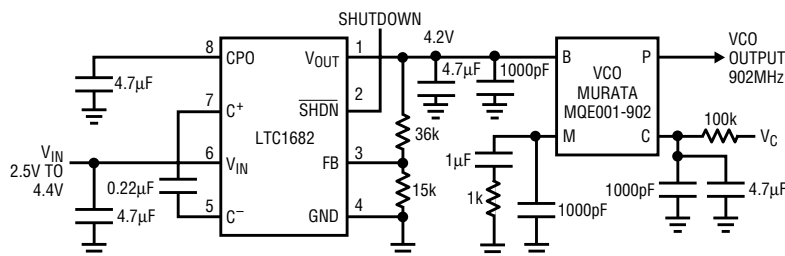 SHUTDOWN
8 CPO
4.7µF
7 C+
VIN
2.5V TO
4.4V
6 VIN
0.22µF
4.7µF
5 C–
LTC1682
VOUT 1
4.2V
SHDN 2
36k
FB 3
15k
GND 4
4.7µF
1000pF
B
P
VCO
MURATA
MQE001-902
M
C
VCO
OUTPUT
902MHz
1µF
1k
1000pF
100k
VC
1000pF
4.7µF